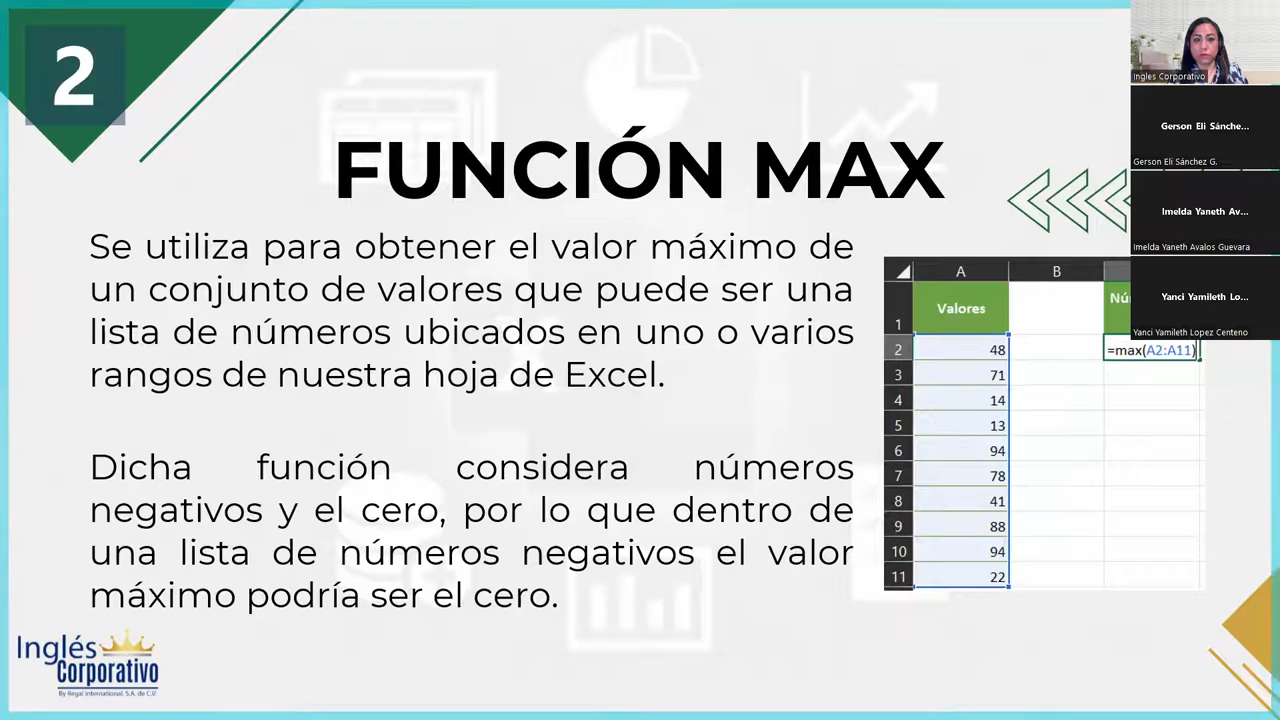 2
FUNCIÓN MAX
Se utiliza para obtener el valor máximo de
un conjunto de valores que puede ser una
lista de números ubicados en uno o varios
rangos de nuestra hoja de Excel.
Dicha función considera números
negativos y el cero, por lo que dentro de
una lista de números negativos el valor
máximo podría ser el cero.
A B
1 Valores
2 48 =max(A2:A11)
3 71
4 14
5 13
6 94
7 78
8 41
9 88
10 94
11 22
Inglés Corporativo
Gerson Eli Sánche...
Gerson Eli Sánchez G.
Imelda Yaneth Av...
Imelda Yaneth Avalos Guevara
Yanci Yamileth Lo...
Yanci Yamileth Lopez Centeno
Inglés
Corporativo
By Regal International, S.A. de C.V.